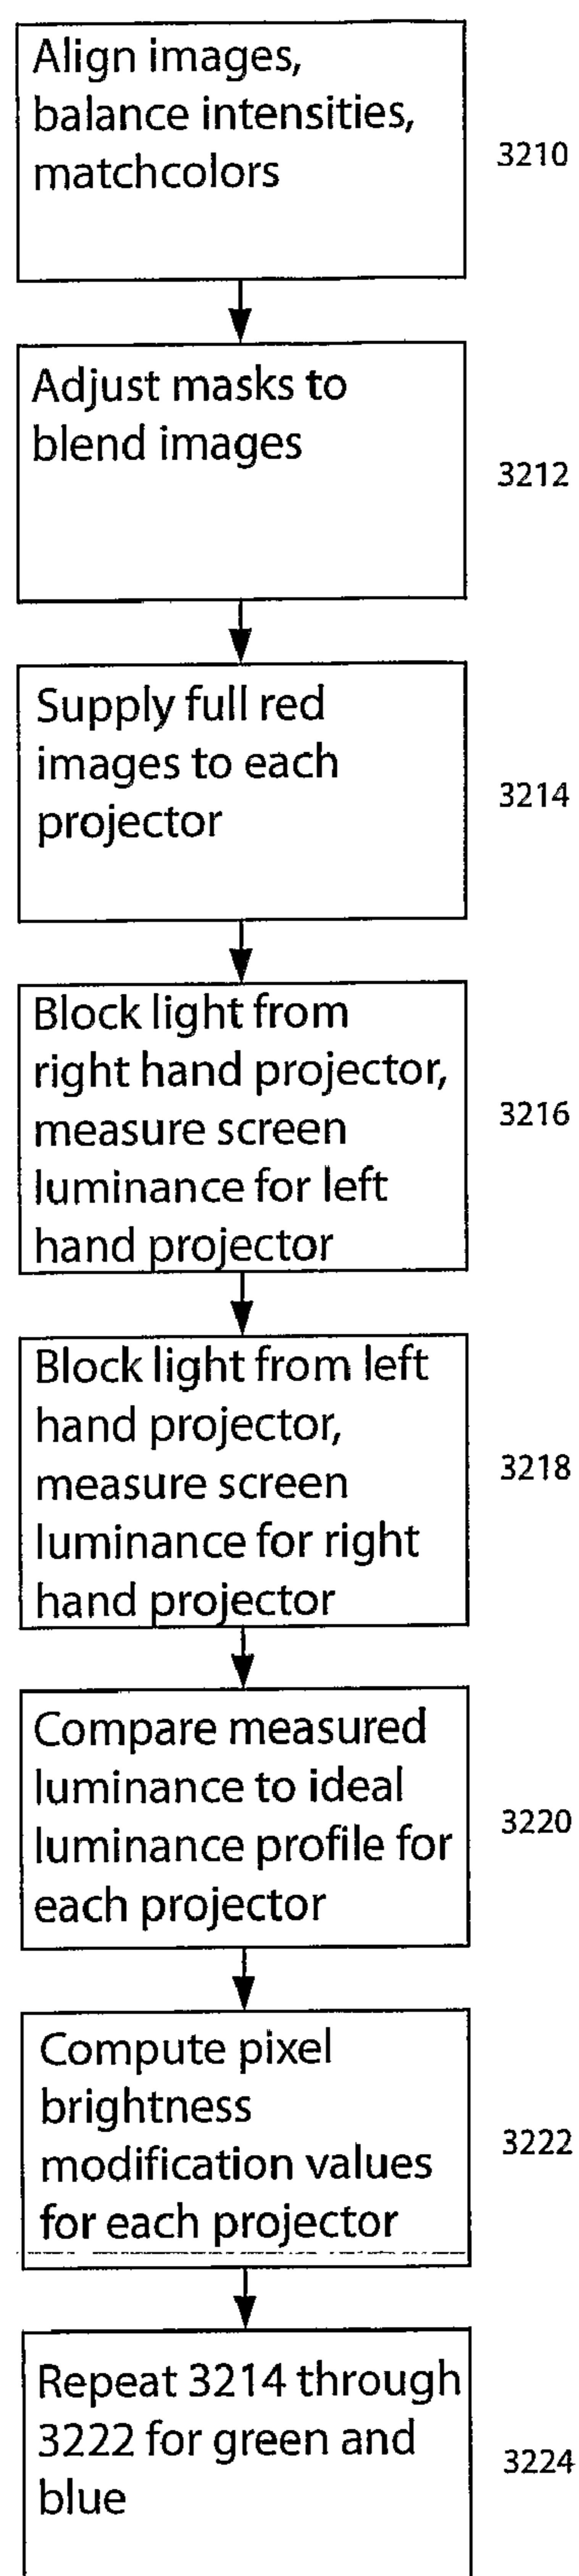 Align images,
balance intensities,
matchcolors
3210
Adjust masks to
blend images
3212
Supply full red
images to each
projector
3214
Block light from
right hand projector,
measure screen
luminance for left
hand projector
3216
Block light from left
hand projector,
measure screen
luminance for right
hand projector
3218
Compare measured
luminance to ideal
luminance profile for
each projector
3220
Compute pixel
brightness
modification values
for each projector
3222
Repeat 3214 through
3222 for green and
blue
3224